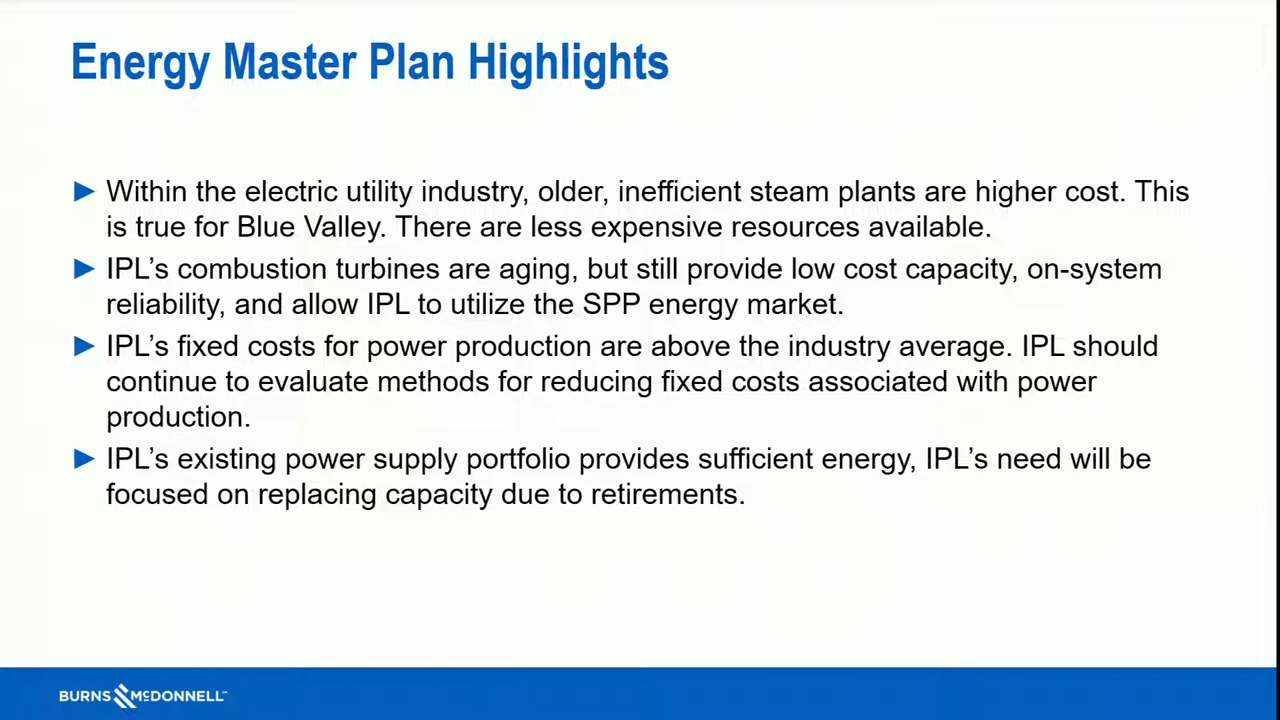 Energy Master Plan Highlights
Within the electric utility industry, older, inefficient steam plants are higher cost. This
is true for Blue Valley. There are less expensive resources available.
IPL’s combustion turbines are aging, but still provide low cost capacity, on-system
reliability, and allow IPL to utilize the SPP energy market.
IPL’s fixed costs for power production are above the industry average. IPL should
continue to evaluate methods for reducing fixed costs associated with power
production.
IPL’s existing power supply portfolio provides sufficient energy, IPL’s need will be
focused on replacing capacity due to retirements.
BURNS McDONNELL